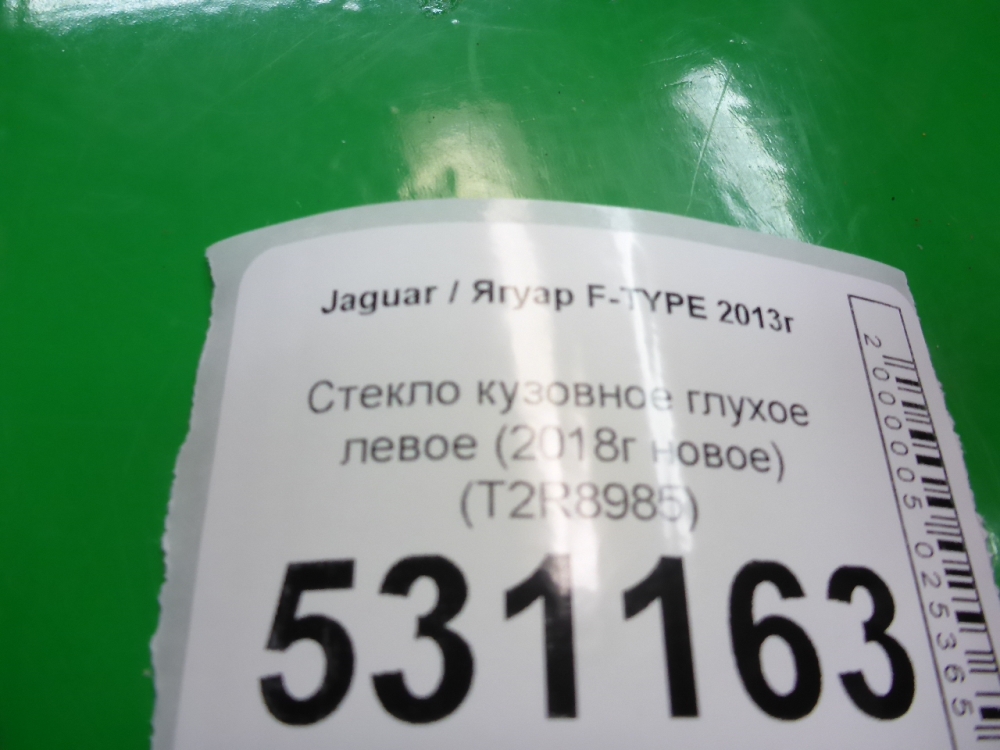 Jaguar / Ягуар F-TYPE 2013г
Стекло кузовное глухое
левое (2018г новое)
(T2R8985)
531163
2000005025365